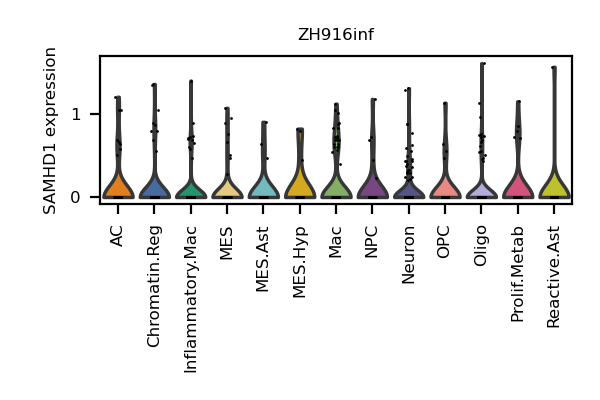 ZH916inf
SAMHD1 expression
1
0
AC
Chromatin.Reg
Inflammatory.Mac
MES
MES.Ast
MES.Hyp
Mac
NPC
Neuron
OPC
Oligo
Prolif.Metab
Reactive.Ast